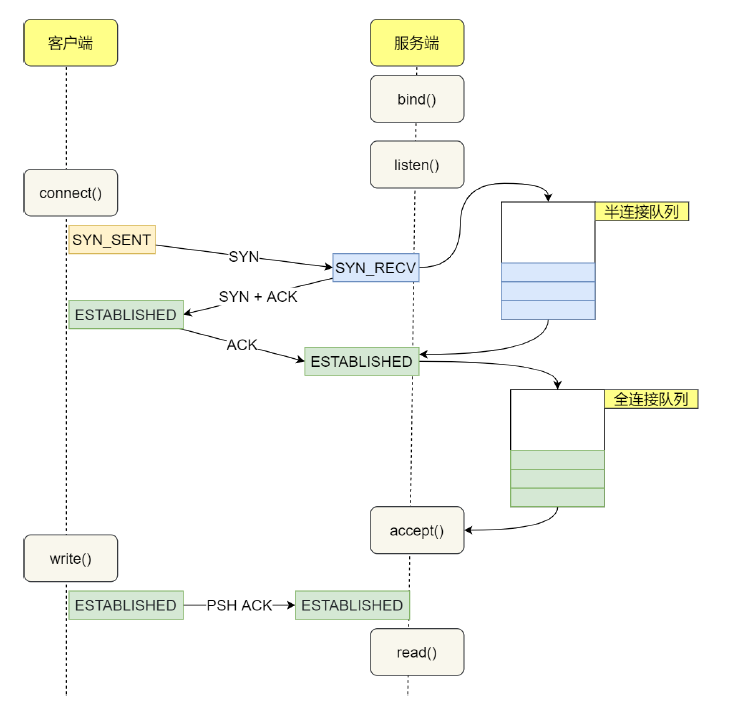 客户端
服务端
bind()
listen()
connect()
半连接队列
SYN_SENT
SYN
SYN_RECV
SYN + ACK
ESTABLISHED
ACK
ESTABLISHED
全连接队列
accept()
write()
ESTABLISHED
PSH ACK
ESTABLISHED
read()